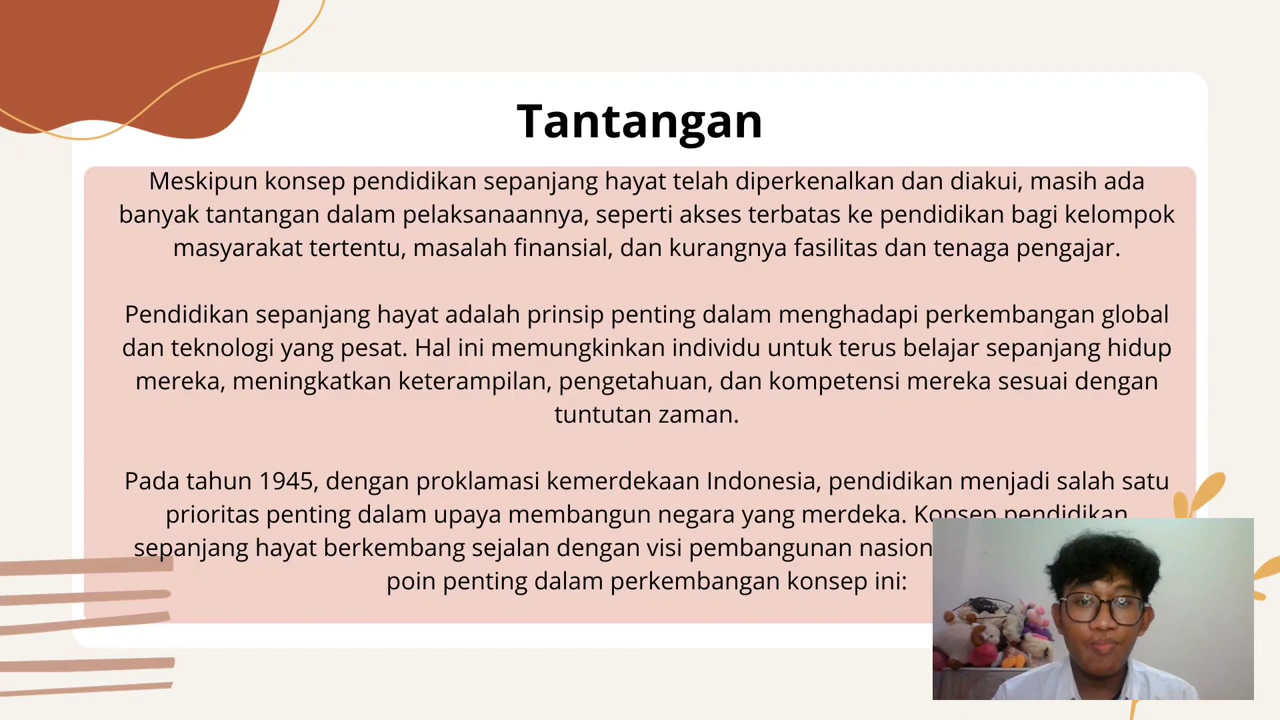 Tantangan
Meskipun konsep pendidikan sepanjang hayat telah diperkenalkan dan diakui, masih ada
banyak tantangan dalam pelaksanaannya, seperti akses terbatas ke pendidikan bagi kelompok
masyarakat tertentu, masalah finansial, dan kurangnya fasilitas dan tenaga pengajar.
Pendidikan sepanjang hayat adalah prinsip penting dalam menghadapi perkembangan global
dan teknologi yang pesat. Hal ini memungkinkan individu untuk terus belajar sepanjang hidup
mereka, meningkatkan keterampilan, pengetahuan, dan kompetensi mereka sesuai dengan
tuntutan zaman.
Pada tahun 1945, dengan proklamasi kemerdekaan Indonesia, pendidikan menjadi salah satu
prioritas penting dalam upaya membangun negara yang merdeka. Konsep pendidikan
sepanjang hayat berkembang sejalan dengan visi pembangunan
poin penting dalam perkembangan konsep ini: